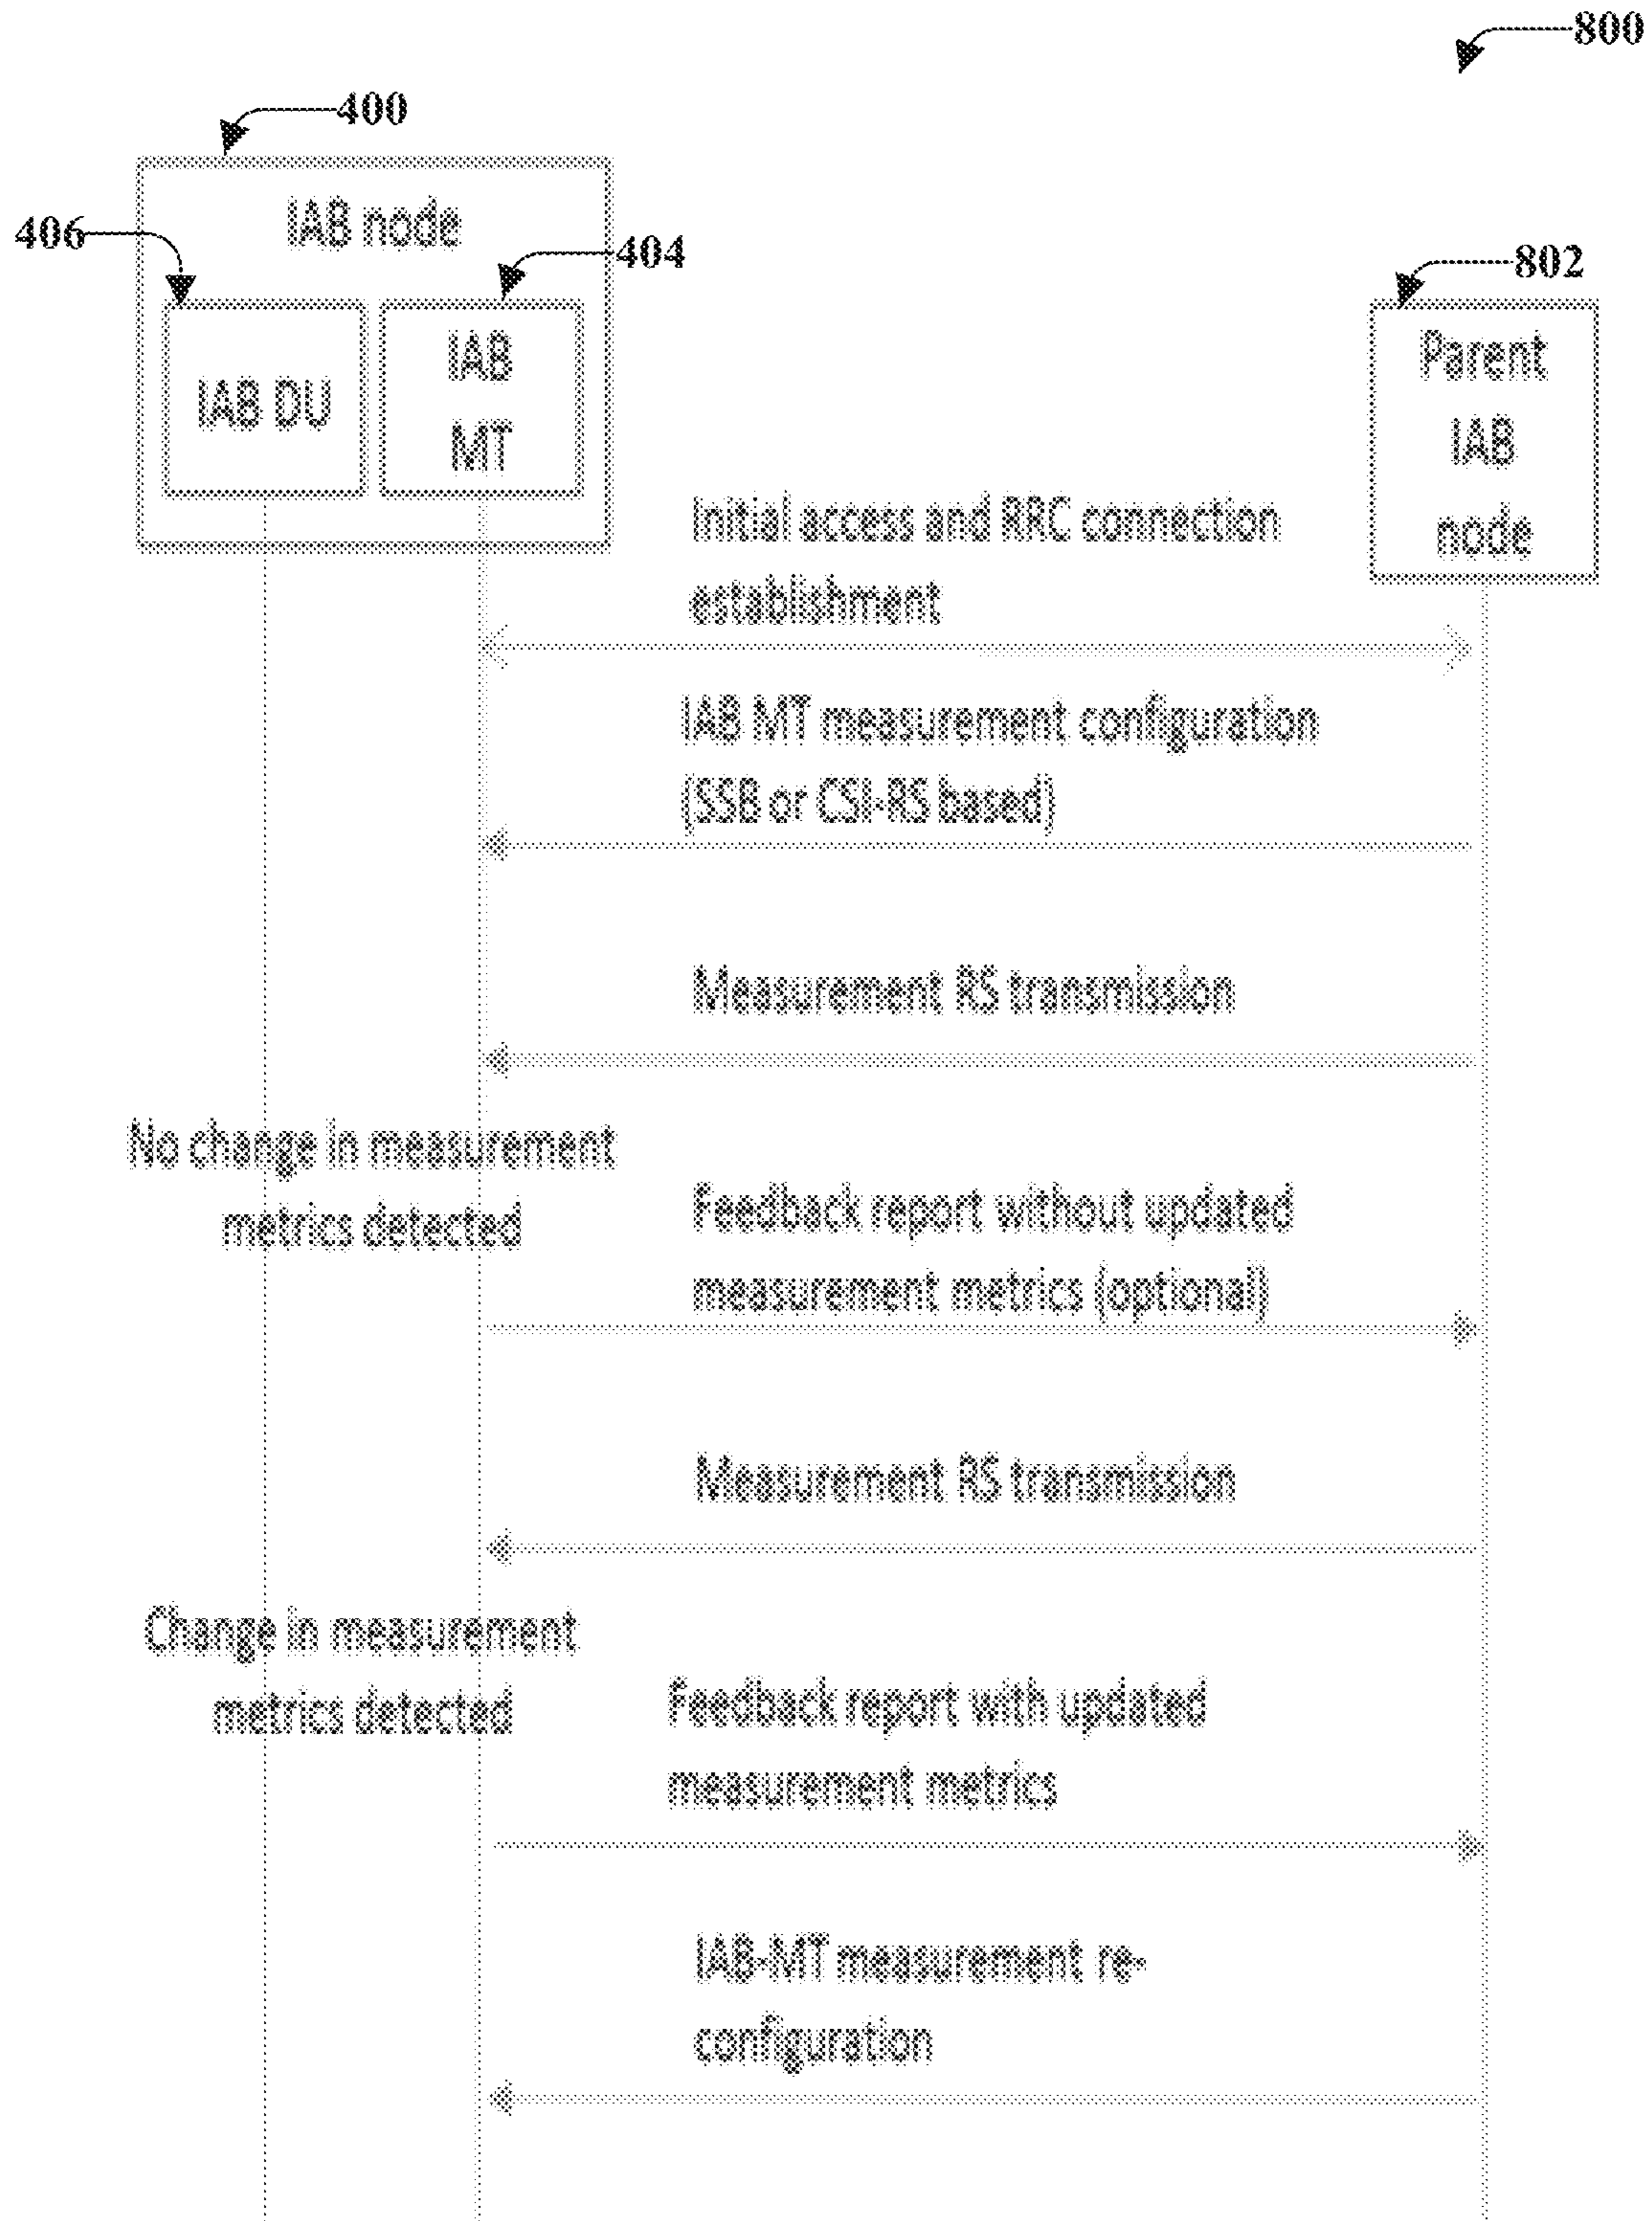 800
400
IAB node
406
404
802
IAB DU
IAB
MT
Parent
IAB
node
Initial access and RRC connection
establishment
IAB MT measurement configuration
(SSB or CSI-RS based)
Measurement RS transmission
No change in measurement
metrics detected
Feedback report without updated
measurement metrics (optional)
Measurement RS transmission
Change in measurement
metrics detected
Feedback report with updated
measurement metrics
IAB-MT measurement re-
configuration